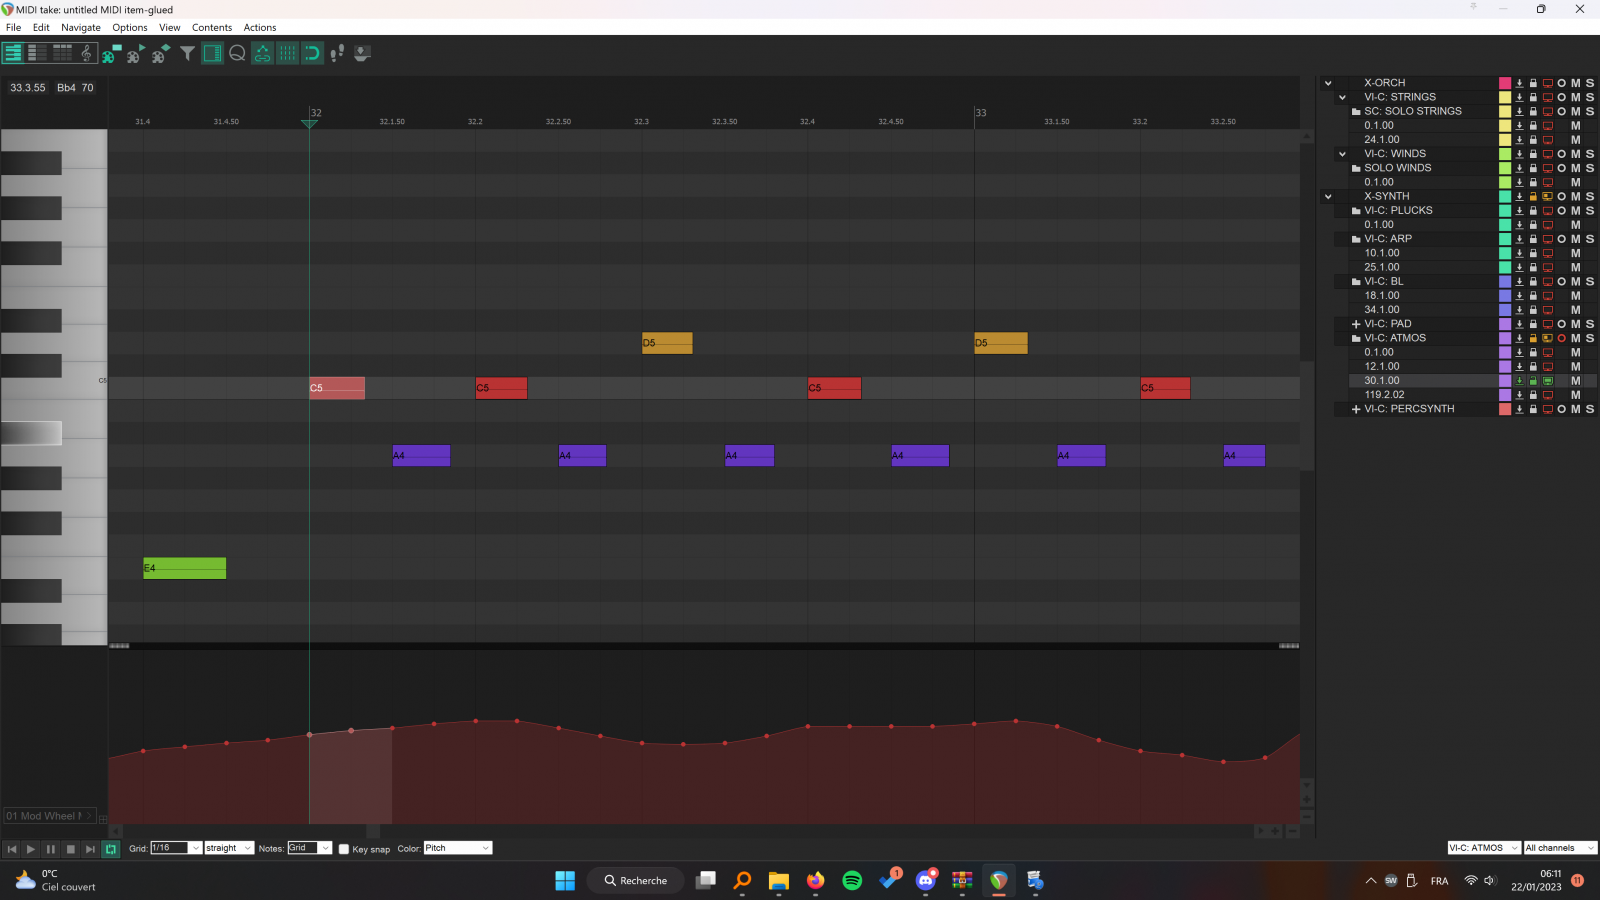 MIDI take: untitled MIDI item-glued
File Edit Navigate Options View Contents Actions
33.3.55 Bb4 70
32 33
31.4 31.4.50 32.1.50 32.2 32.2.50 32.3 32.3.50 32.4 32.4.50 33.1.50 33.2 33.2.50
D5 D5
C5 C5 C5 C5 C5
A4 A4 A4 A4 A4 A4
E4
X-ORCH M S
VI-C: STRINGS M S
SC: SOLO STRINGS M S
0.1.00 M
24.1.00 M
VI-C: WINDS M S
SOLO WINDS M S
0.1.00 M
X-SYNTH M S
VI-C: PLUCKS M S
0.1.00 M
VI-C: ARP M S
10.1.00 M
25.1.00 M
VI-C: BL M S
18.1.00 M
34.1.00 M
VI-C: PAD M S
VI-C: ATMOS M S
0.1.00 M
12.1.00 M
30.1.00 M
119.2.02 M
VI-C: PERCSYNTH M S
01 Mod Wheel M
Grid: 1/16 straight Notes: Grid Key snap Color: Pitch VI-C: ATMOS All channels
0°C
Ciel couvert
Recherche
1
SW
FRA
06:11
22/01/2023
11